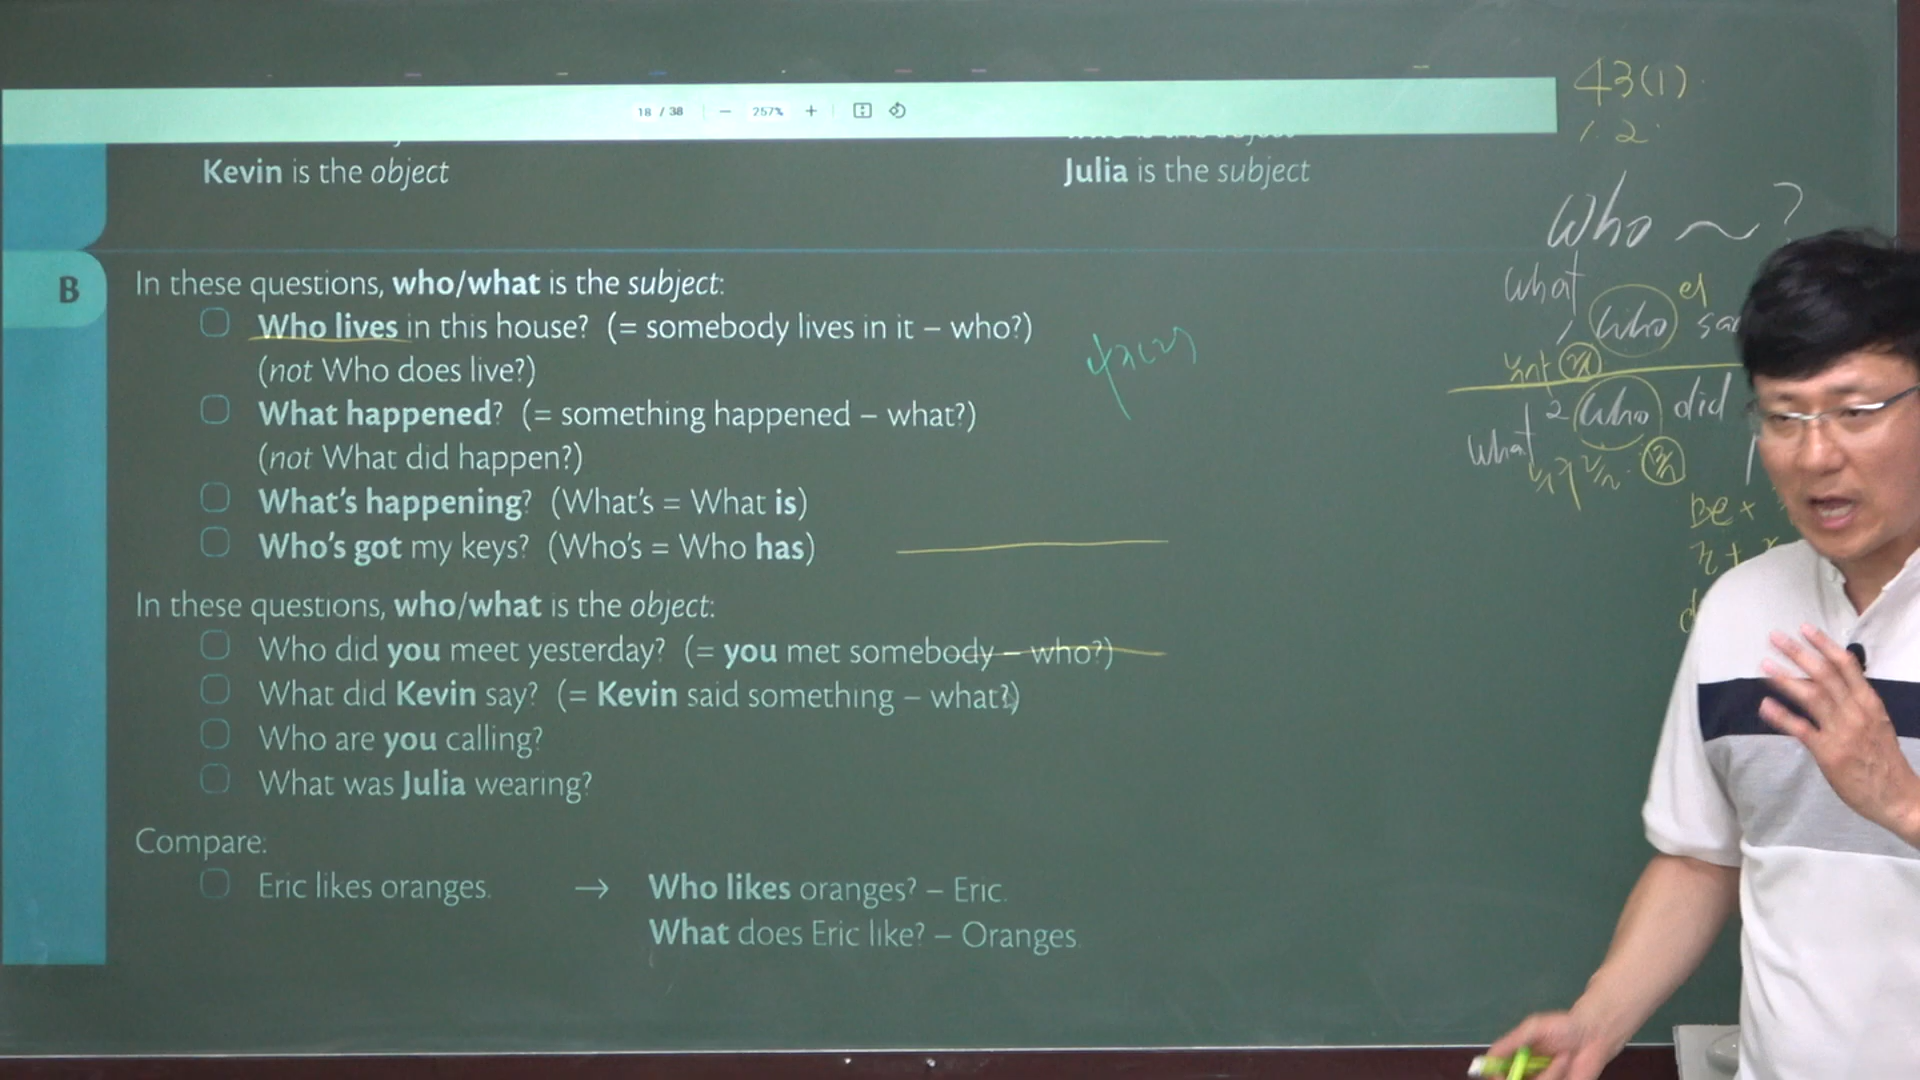 18 / 38 − 257% +
Kevin is the object
Julia is the subject
B
In these questions, who/what is the subject:
Who lives in this house? (= somebody lives in it – who?)
(not Who does live?)
What happened? (= something happened – what?)
(not What did happen?)
What's happening? (What's = What is)
Who's got my keys? (Who's = Who has)
In these questions, who/what is the object:
Who did you meet yesterday? (= you met somebody – who?)
What did Kevin say? (= Kevin said something – what?)
Who are you calling?
What was Julia wearing?
Compare:
Eric likes oranges. → Who likes oranges? – Eric.
What does Eric like? – Oranges.
43(1)
1. 2.
Who ~ ?
what
1 who
2 who did
what
Be +